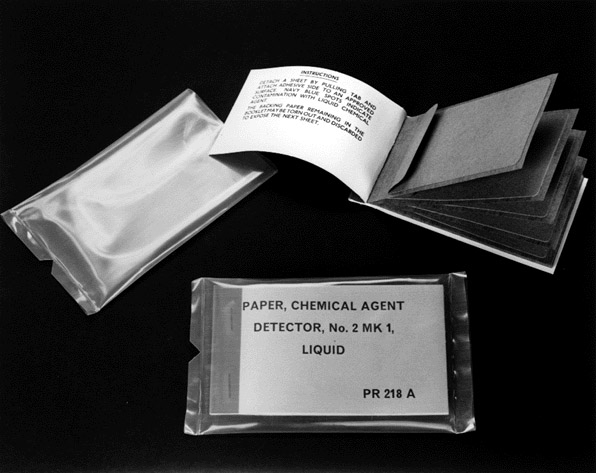 INSTRUCTIONS
DETACH A SHEET BY PULLING TAB AND
ATTACH ADHESIVE SIDE TO AN APPROVED
SURFACE. NAVY BLUE SPOTS INDICATE
CONTAMINATION WITH LIQUID CHEMICAL
AGENT.
THE BACKING PAPER REMAINING IN THE
BOOKLET MAY BE TORN OUT AND DISCARDED
TO EXPOSE THE NEXT SHEET.
PAPER, CHEMICAL AGENT
DETECTOR, No. 2 MK 1,
LIQUID
PR 218 A